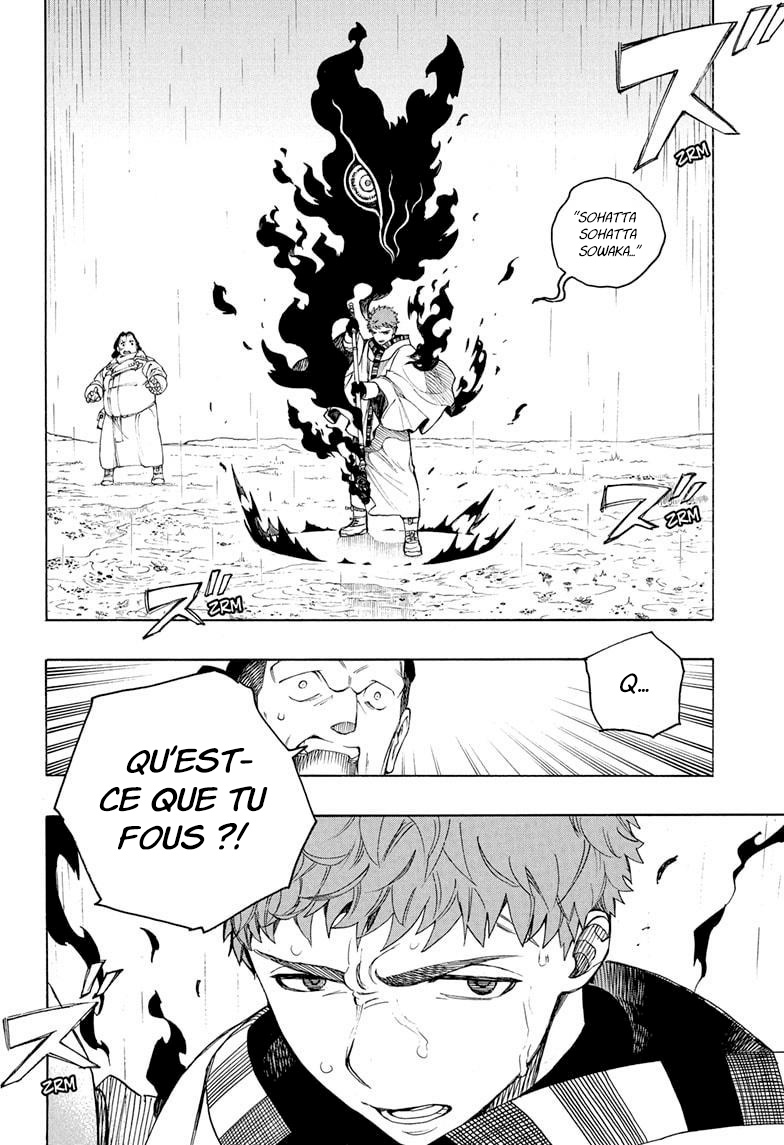 ズ
ZRM
"SOHATTA
SOHATTA
SOWAKA..."
ズ
ZRM
ズ
ZRM
Q...
QU'EST-
CE QUE TU
FOUS ?!
ズ
ZRM